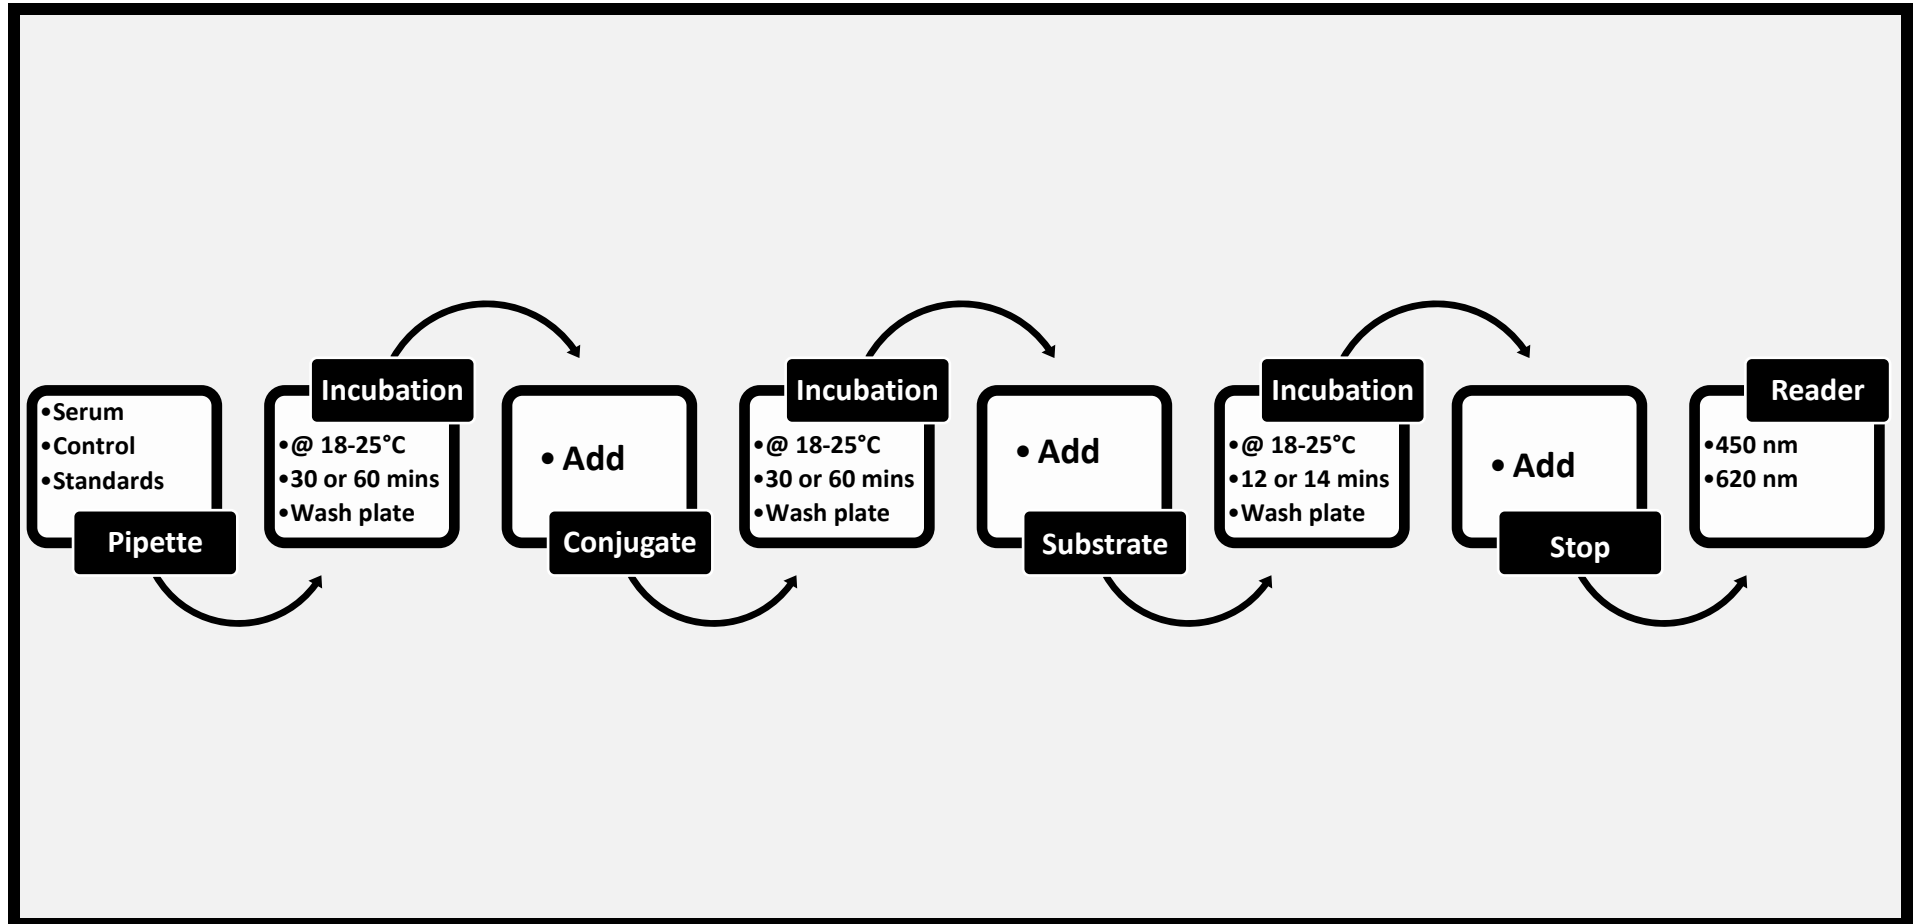 •Serum
•Control
•Standards
Pipette
Incubation
•@ 18-25°C
•30 or 60 mins
•Wash plate
• Add
Conjugate
Incubation
•@ 18-25°C
•30 or 60 mins
•Wash plate
• Add
Substrate
Incubation
•@ 18-25°C
•12 or 14 mins
•Wash plate
• Add
Stop
Reader
•450 nm
•620 nm